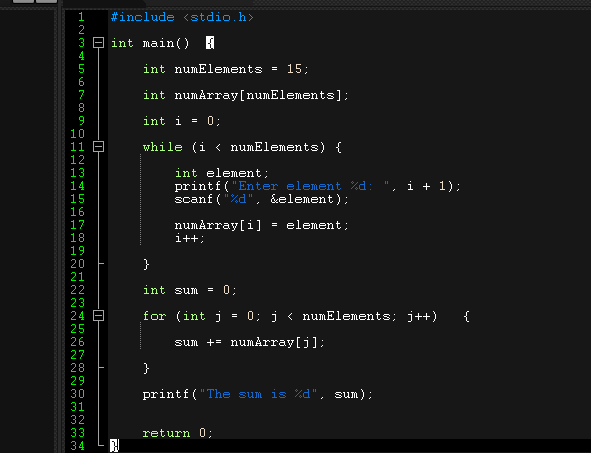 1 #include <stdio.h>
2
3 int main()  {
4
5     int numElements = 15;
6
7     int numArray[numElements];
8
9     int i = 0;
10
11     while (i < numElements) {
12
13         int element;
14         printf("Enter element %d: ", i + 1);
15         scanf("%d", &element);
16
17         numArray[i] = element;
18         i++;
19
20     }
21
22     int sum = 0;
23
24     for (int j = 0; j < numElements; j++)   {
25
26         sum += numArray[j];
27
28     }
29
30     printf("The sum is %d", sum);
31
32
33     return 0;
34 }